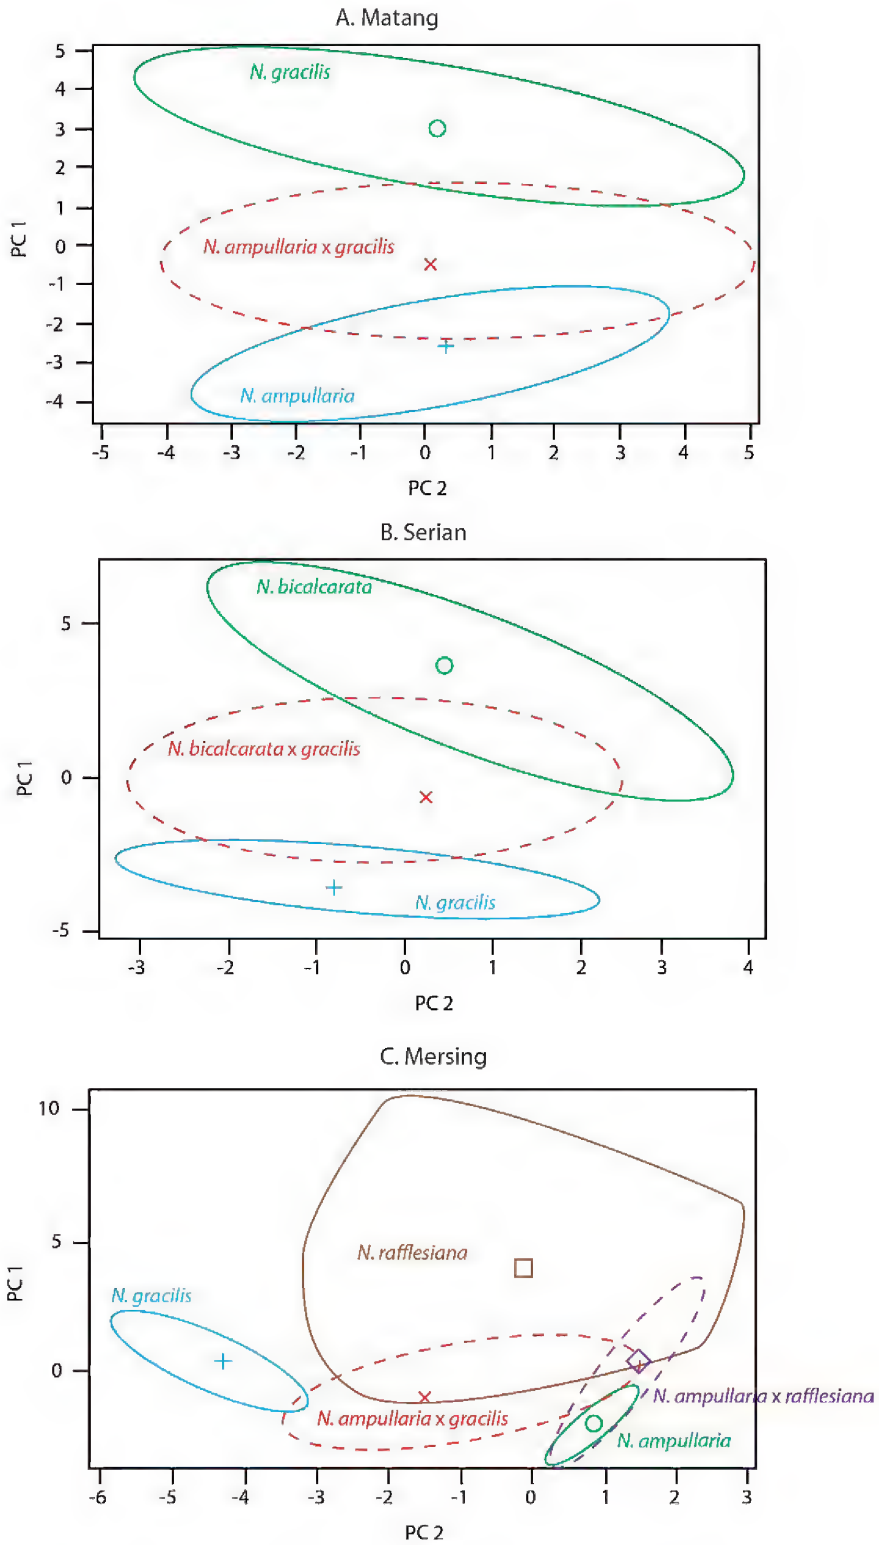 A. Matang
5
4
3
2
1
0
-1
-2
-3
-4
PC 1
N. gracilis
N. ampullaria x gracilis
N. ampullaria
-5 -4 -3 -2 -1 0 1 2 3 4 5
PC 2
B. Serian
5
0
-5
PC 1
N. bicalcarata
N. bicalcarata x gracilis
N. gracilis
-3 -2 -1 0 1 2 3 4
PC 2
C. Mersing
10
5
0
PC 1
N. rafflesiana
N. gracilis
N. ampullaria x rafflesiana
N. ampullaria x gracilis
N. ampullaria
-6 -5 -4 -3 -2 -1 0 1 2 3
PC 2